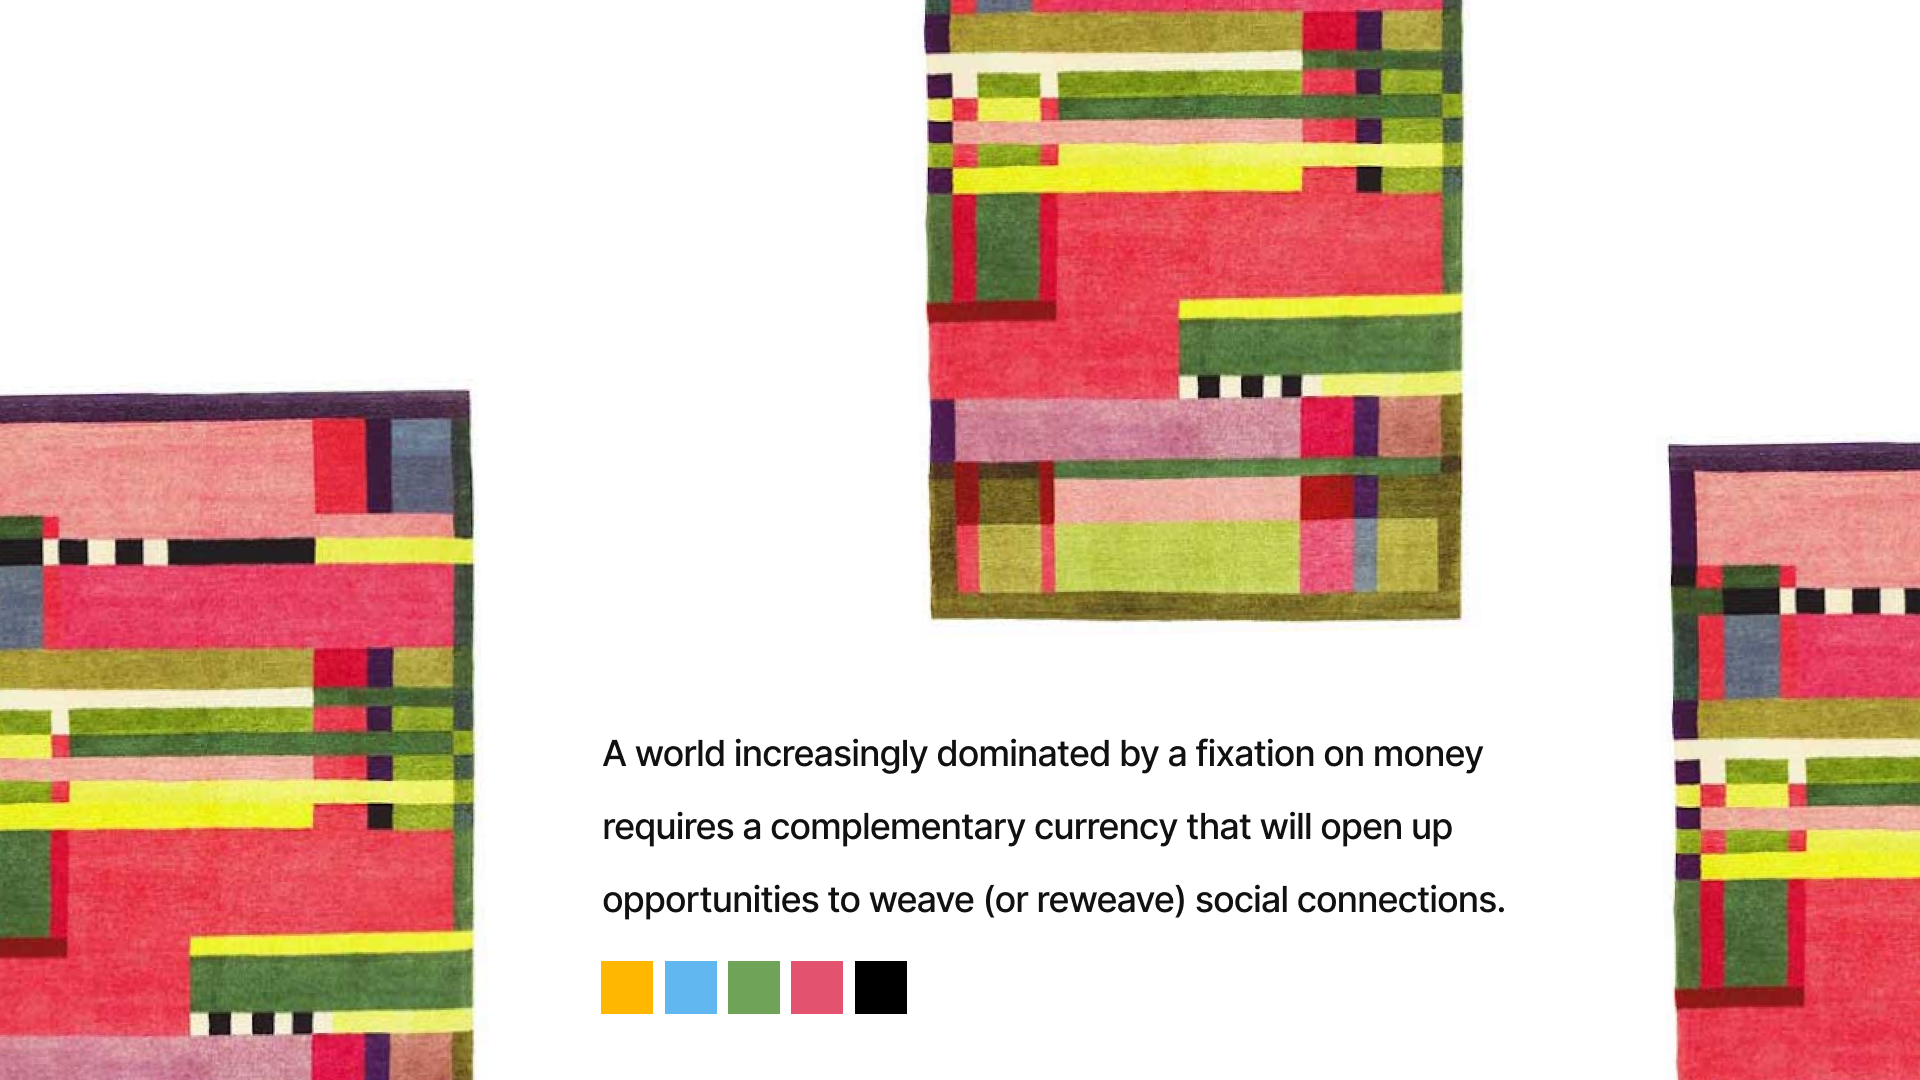 A world increasingly dominated by a fixation on money
requires a complementary currency that will open up
opportunities to weave (or reweave) social connections.